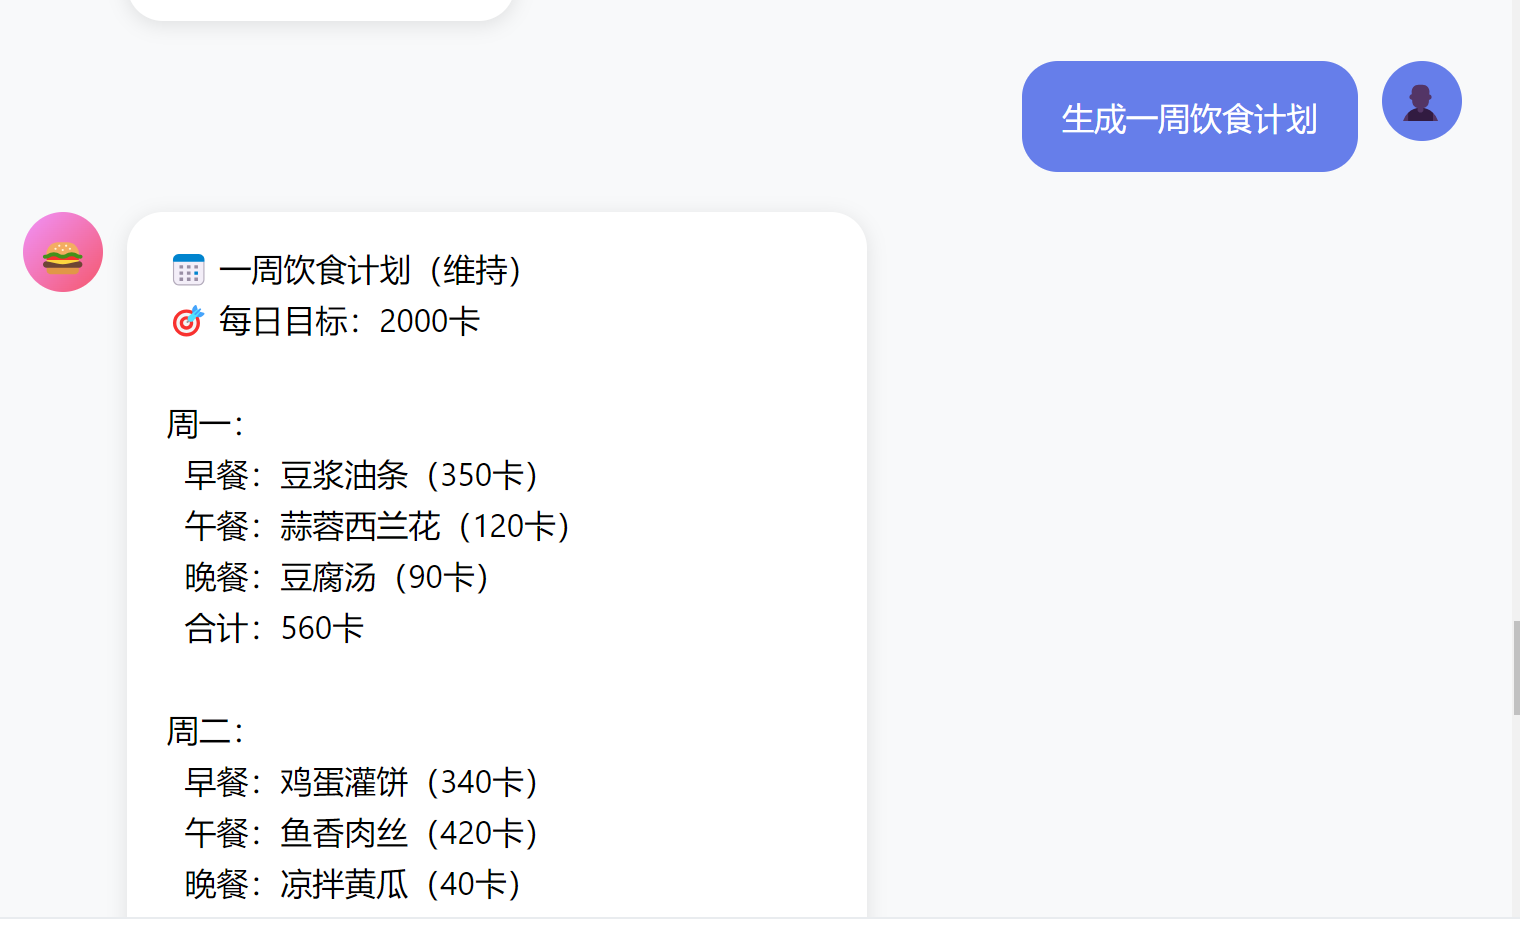 生成一周饮食计划
一周饮食计划（维持）
每日目标：2000卡
周一：
早餐：豆浆油条（350卡）
午餐：蒜蓉西兰花（120卡）
晚餐：豆腐汤（90卡）
合计：560卡
周二：
早餐：鸡蛋灌饼（340卡）
午餐：鱼香肉丝（420卡）
晚餐：凉拌黄瓜（40卡）